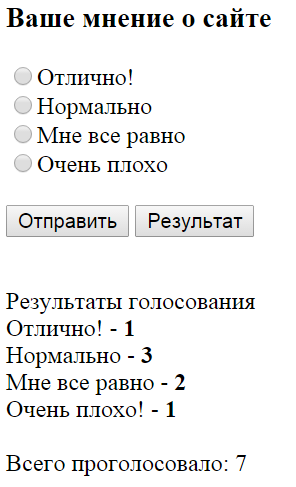 Ваше мнение о сайте
Отлично!
Нормально
Мне все равно
Очень плохо
Отправить Результат
Результаты голосования
Отлично! - 1
Нормально - 3
Мне все равно - 2
Очень плохо! - 1
Всего проголосовало: 7